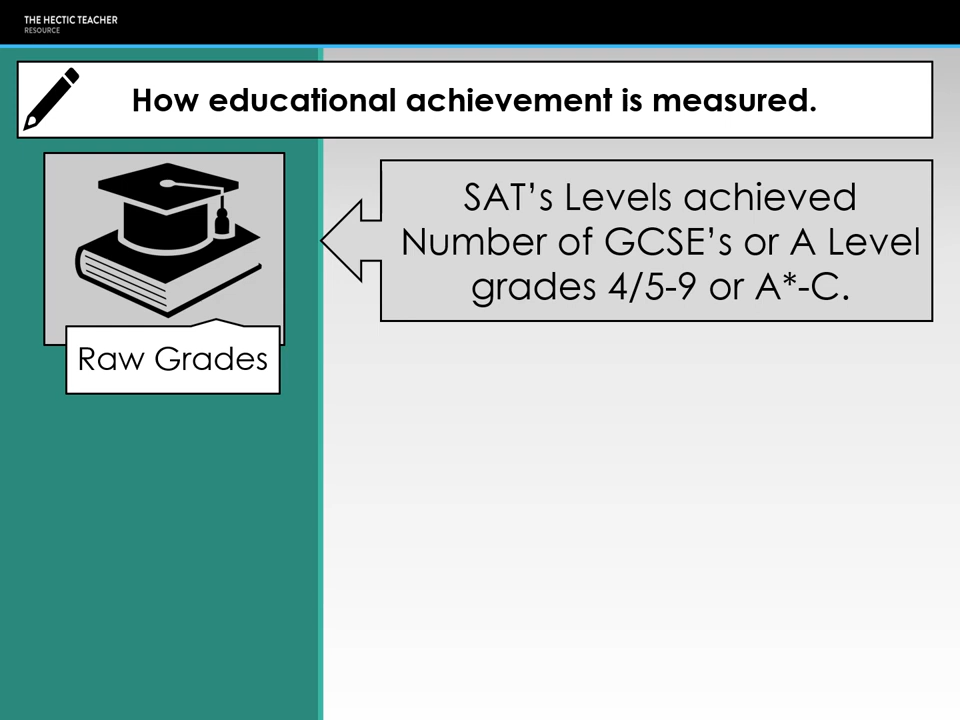 THE HECTIC TEACHER
RESOURCE
How educational achievement is measured.
SAT’s Levels achieved
Number of GCSE’s or A Level
grades 4/5-9 or A*-C.
Raw Grades